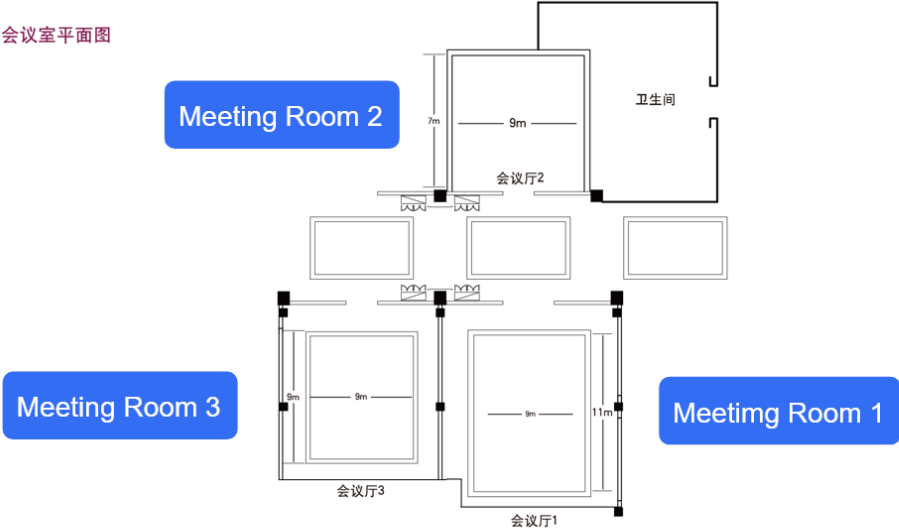 会议室平面图
Meeting Room 2
7m
9m
卫生间
会议厅2
Meeting Room 3
9m
9m
9m
11m
Meetimg Room 1
会议厅3
会议厅1